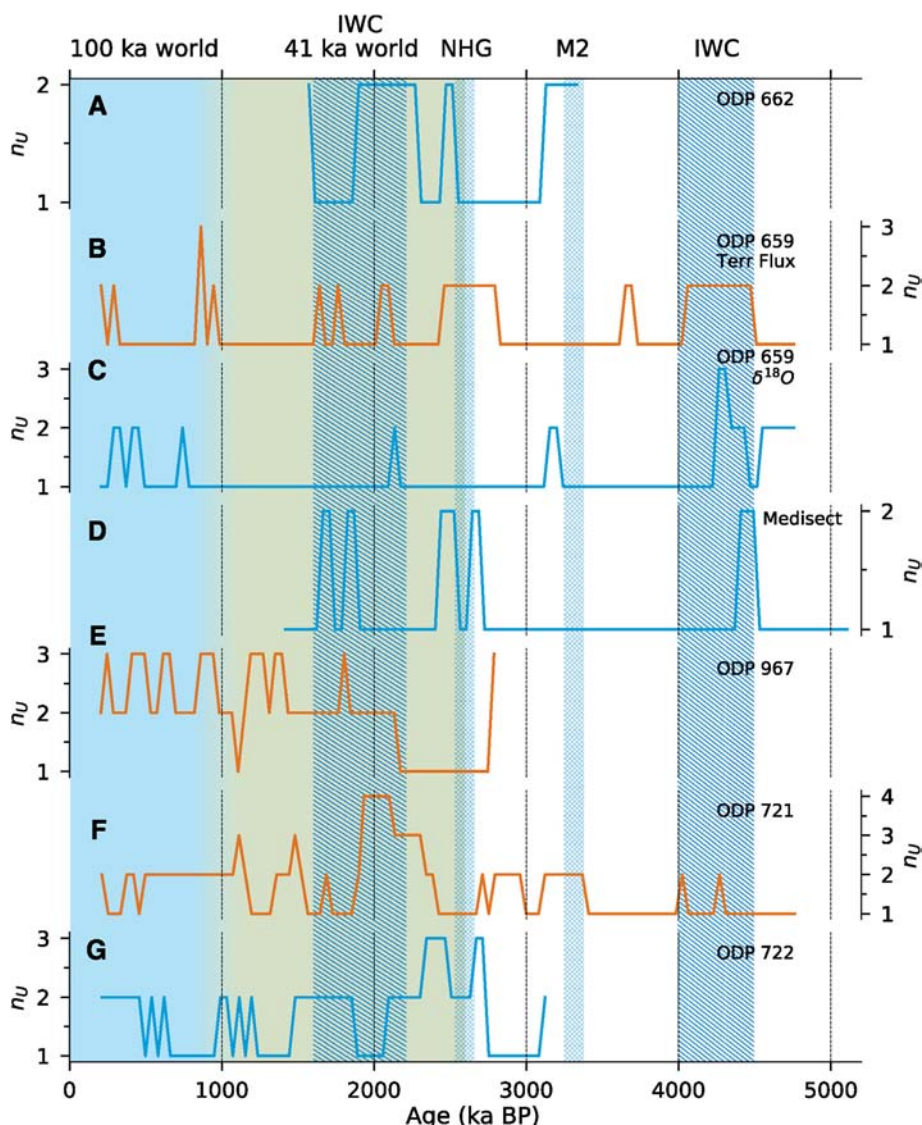 IWC
100 ka world 41 ka world NHG M2 IWC
2 A ODP 662
n_U
1
3
B ODP 659
Terr Flux
2 n_U
1
ODP 659
3 C δ¹⁸O
2 n_U
1
D Medisect 2
n_U
1
E
3 ODP 967
2 n_U
1
4
ODP 721
F 3
2 n_U
1
3 G ODP 722
2 n_U
1
0 1000 2000 3000 4000 5000
Age (ka BP)